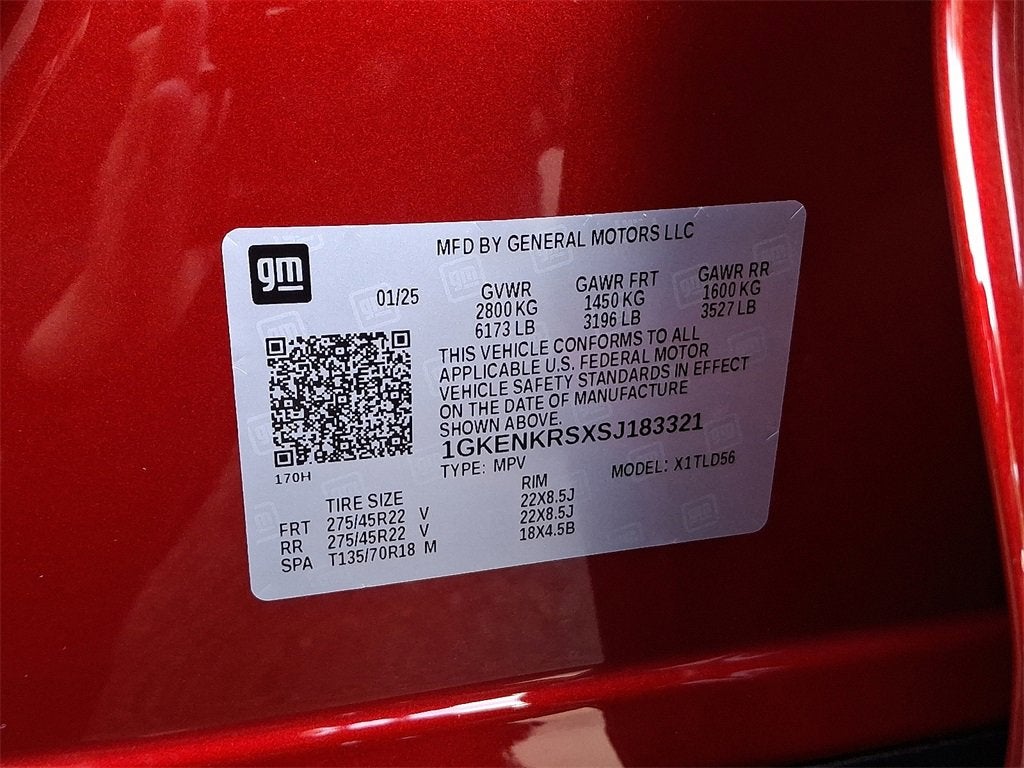 gm
MFD BY GENERAL MOTORS LLC
01/25
GVWR GAWR FRT GAWR RR
2800 KG 1450 KG 1600 KG
6173 LB 3196 LB 3527 LB
THIS VEHICLE CONFORMS TO ALL
APPLICABLE U.S. FEDERAL MOTOR
VEHICLE SAFETY STANDARDS IN EFFECT
ON THE DATE OF MANUFACTURE
SHOWN ABOVE.
1GKENKRSXSJ183321
170H
TYPE: MPV MODEL: X1TLD56
TIRE SIZE RIM
FRT 275/45R22 V 22X8.5J
RR 275/45R22 V 22X8.5J
SPA T135/70R18 M 18X4.5B